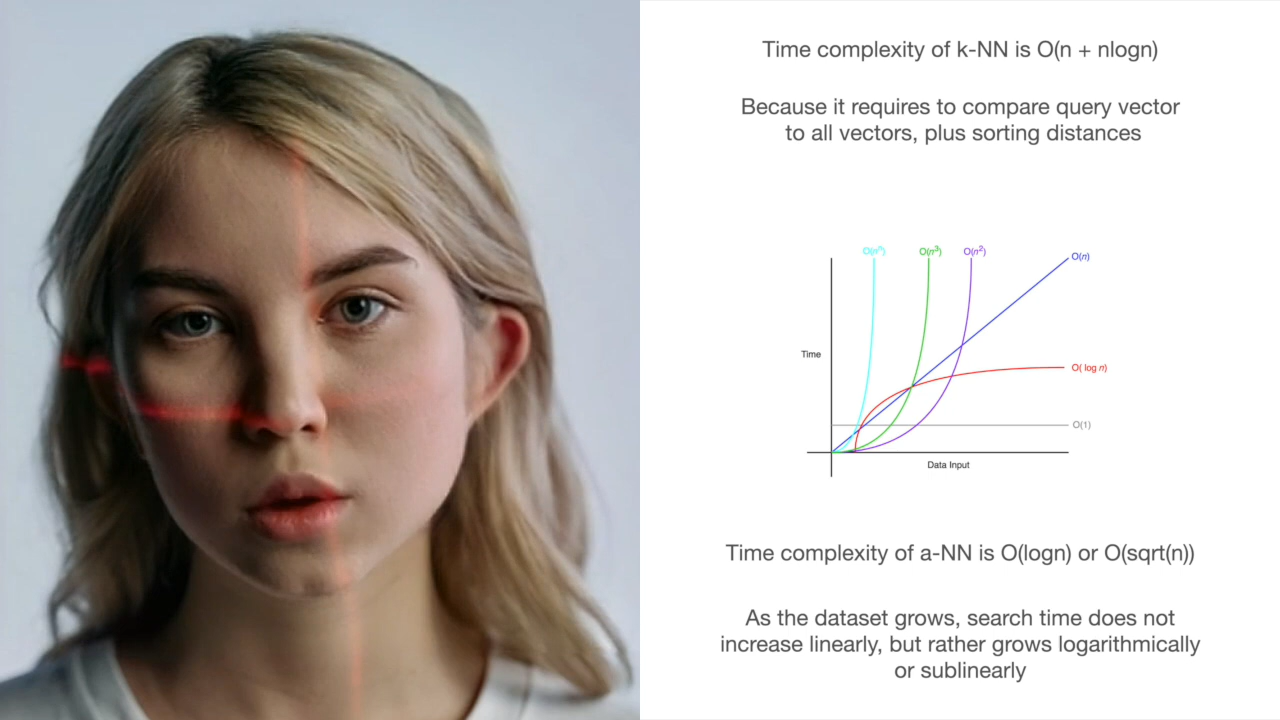 Time complexity of k-NN is O(n + nlogn)
Because it requires to compare query vector
to all vectors, plus sorting distances
O(nⁿ)
O(n³)
O(n²)
O(n)
Time
O( log n)
O(1)
Data Input
Time complexity of a-NN is O(logn) or O(sqrt(n))
As the dataset grows, search time does not
increase linearly, but rather grows logarithmically
or sublinearly